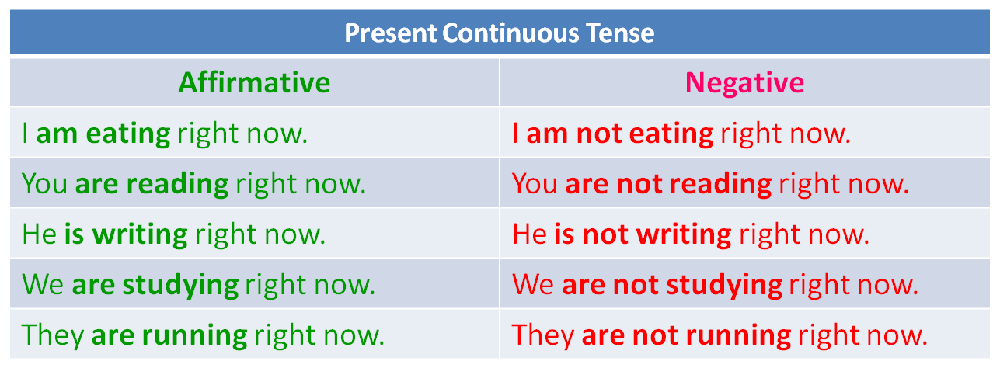 Present Continuous Tense
Affirmative Negative
I am eating right now. I am not eating right now.
You are reading right now. You are not reading right now.
He is writing right now. He is not writing right now.
We are studying right now. We are not studying right now.
They are running right now. They are not running right now.